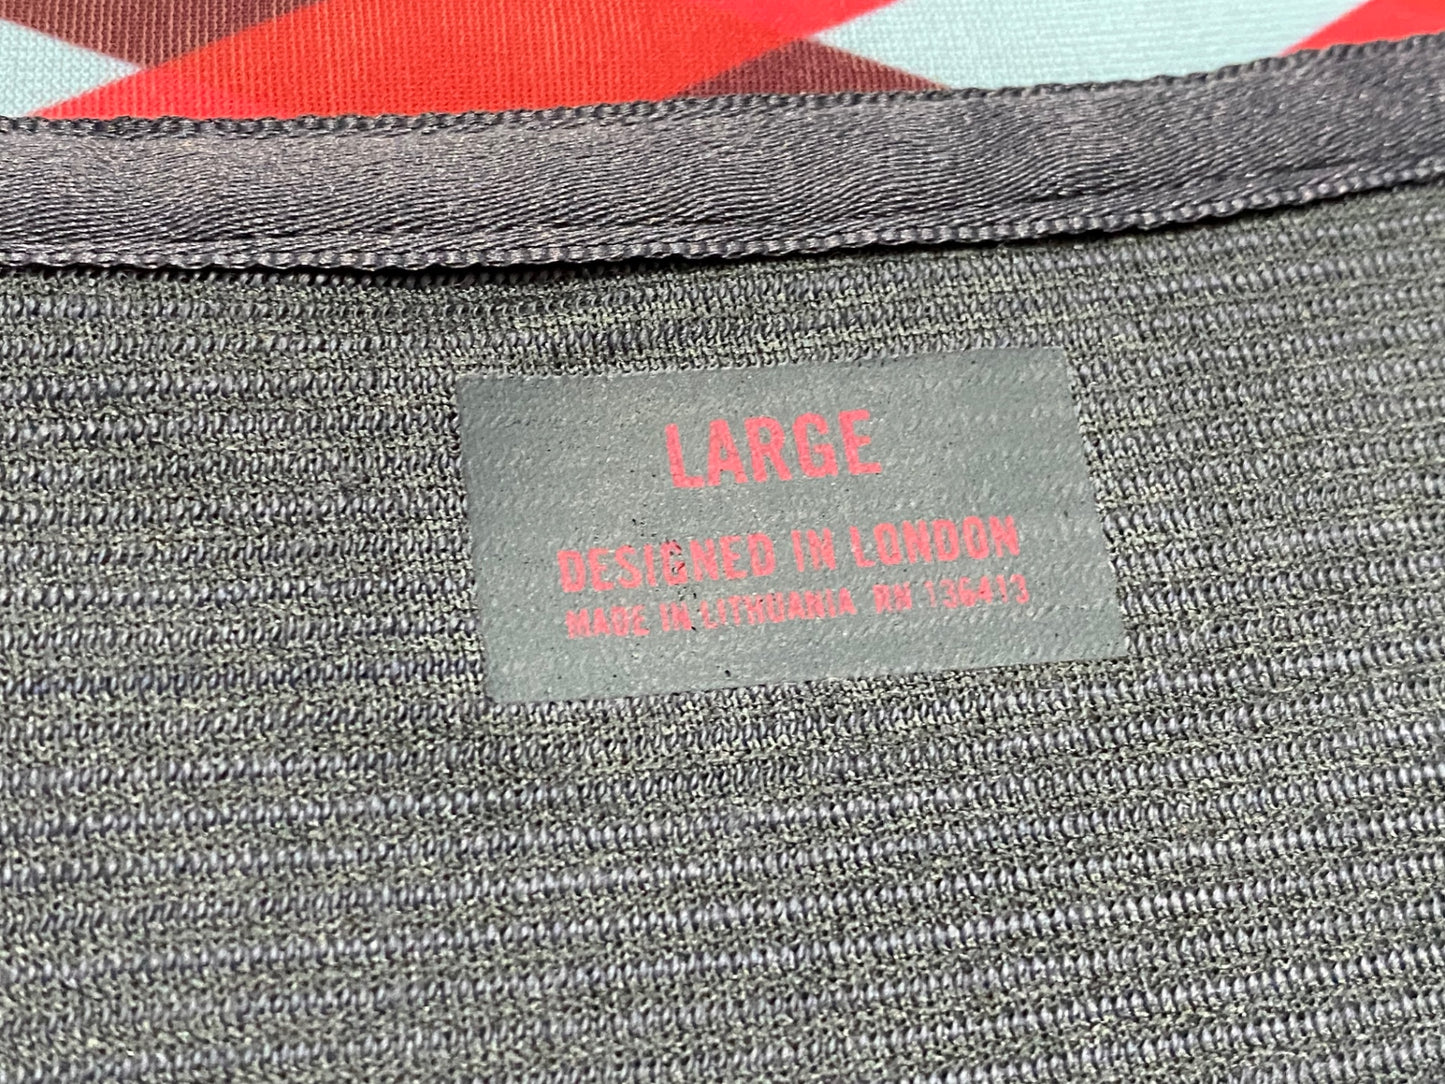 LARGE
DESIGNED IN LONDON
MADE IN LITHUANIA RN 136413